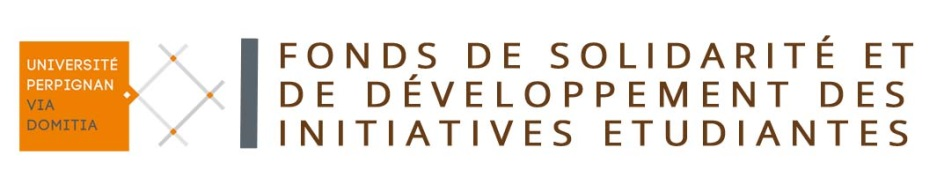 UNIVERSITÉ
PERPIGNAN
VIA
DOMITIA
FONDS DE SOLIDARITÉ ET
DE DÉVELOPPEMENT DES
INITIATIVES ETUDIANTES